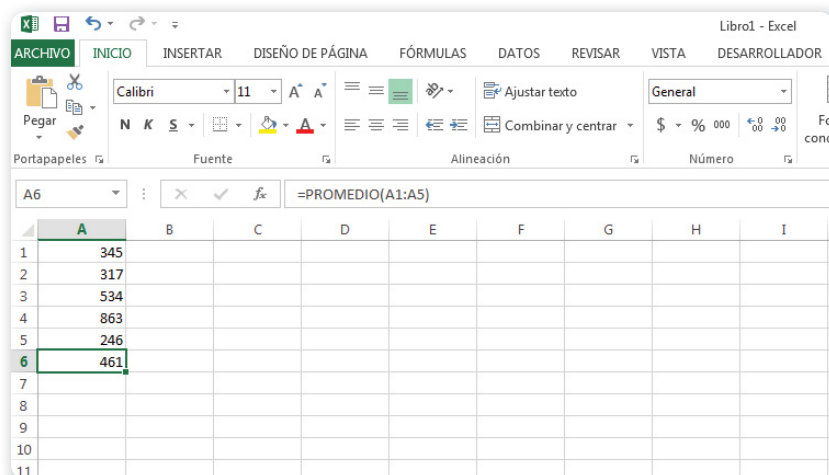 Libro1 - Excel
ARCHIVO INICIO INSERTAR DISEÑO DE PÁGINA FÓRMULAS DATOS REVISAR VISTA DESARROLLADOR
Calibri 11 A A Ajustar texto General
Pegar N K S A Combinar y centrar $ % 000
Portapapeles Fuente Alineación Número
A6 fx =PROMEDIO(A1:A5)
A B C D E F G H I
1 345
2 317
3 534
4 863
5 246
6 461
7
8
9
10
11